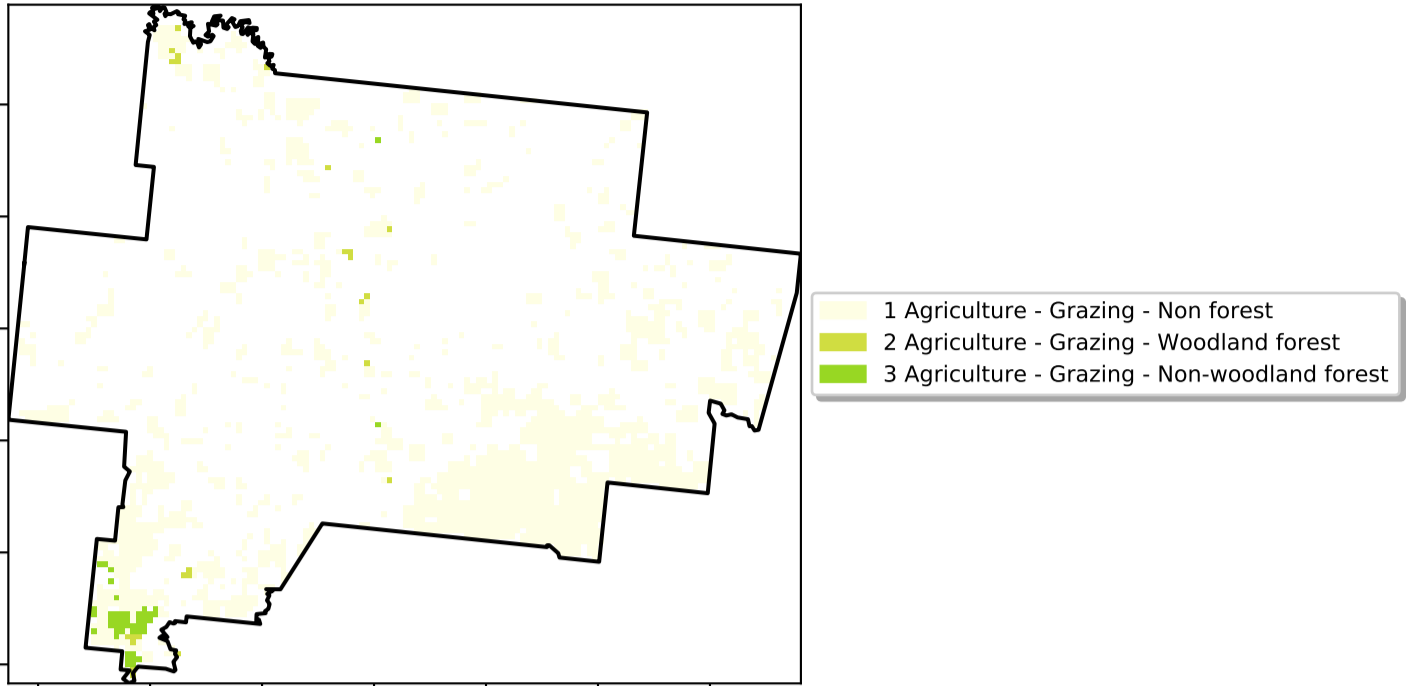 1 Agriculture - Grazing - Non forest
2 Agriculture - Grazing - Woodland forest
3 Agriculture - Grazing - Non-woodland forest